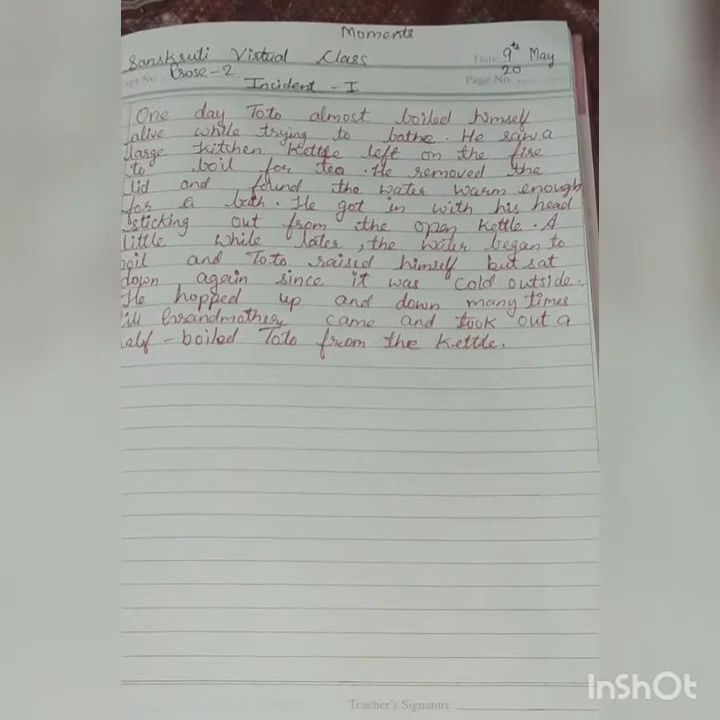 Moments
Sanskruti Virtual Class
Date 9th May
20
Prose-2
Page No.
Incident - I
One day Toto almost boiled himself
alive while trying to bathe. He saw a
large kitchen kettle left on the fire
to boil for tea. He removed the
lid and found the water warm enough
for a bath. He got in with his head
sticking out from the open kettle. A
little while later, the water began to
boil and Toto raised himself but sat
down again since it was cold outside.
He hopped up and down many times
till Grandmother came and took out a
half-boiled Toto from the kettle.
Teacher's Signature
InShOt